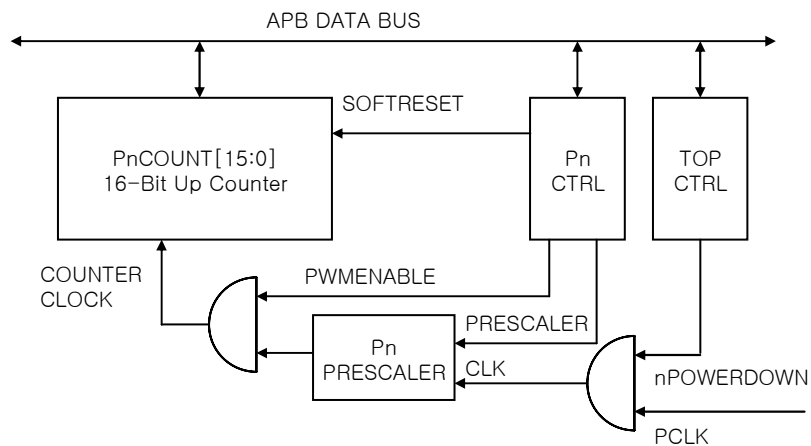 APB DATA BUS
SOFTRESET
PnCOUNT[15:0]
16-Bit Up Counter
Pn
CTRL
TOP
CTRL
COUNTER
CLOCK
PWMENABLE
PRESCALER
Pn
PRESCALER
CLK
nPOWERDOWN
PCLK